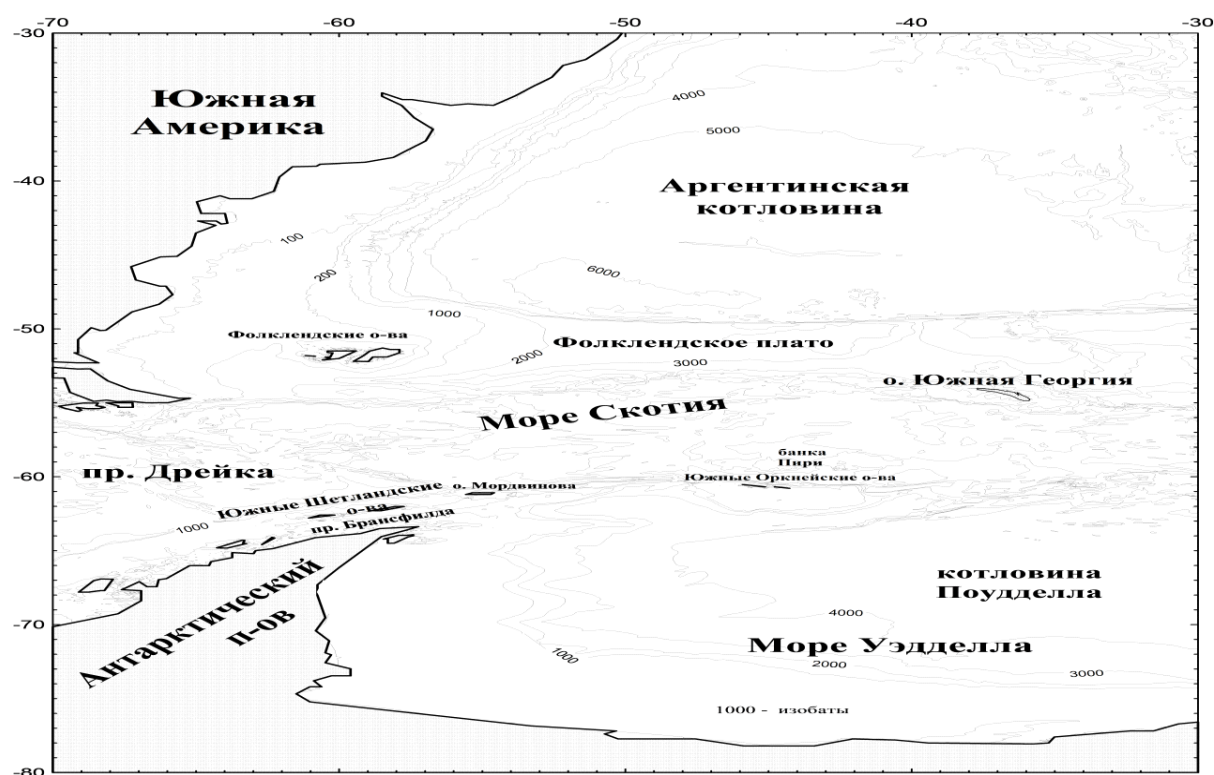 -70 -60 -50 -40 -30
-30
Южная
Америка
4000
5000
-40
Аргентинская
котловина
100
200
6000
-50
1000
Фолклендские о-ва
Фолклендское плато
2000
3000
о. Южная Георгия
Море Скотия
банка
Пири
пр. Дрейка
-60
Южные Оркнейские о-ва
о. Мордвинова
Южные Шетландские
о-ва
1000
пр. Брансфилда
котловина
Поудделла
Антарктический
п-ов
4000
-70
Море Уэдделла
1000
2000
3000
1000 - изобаты
-80